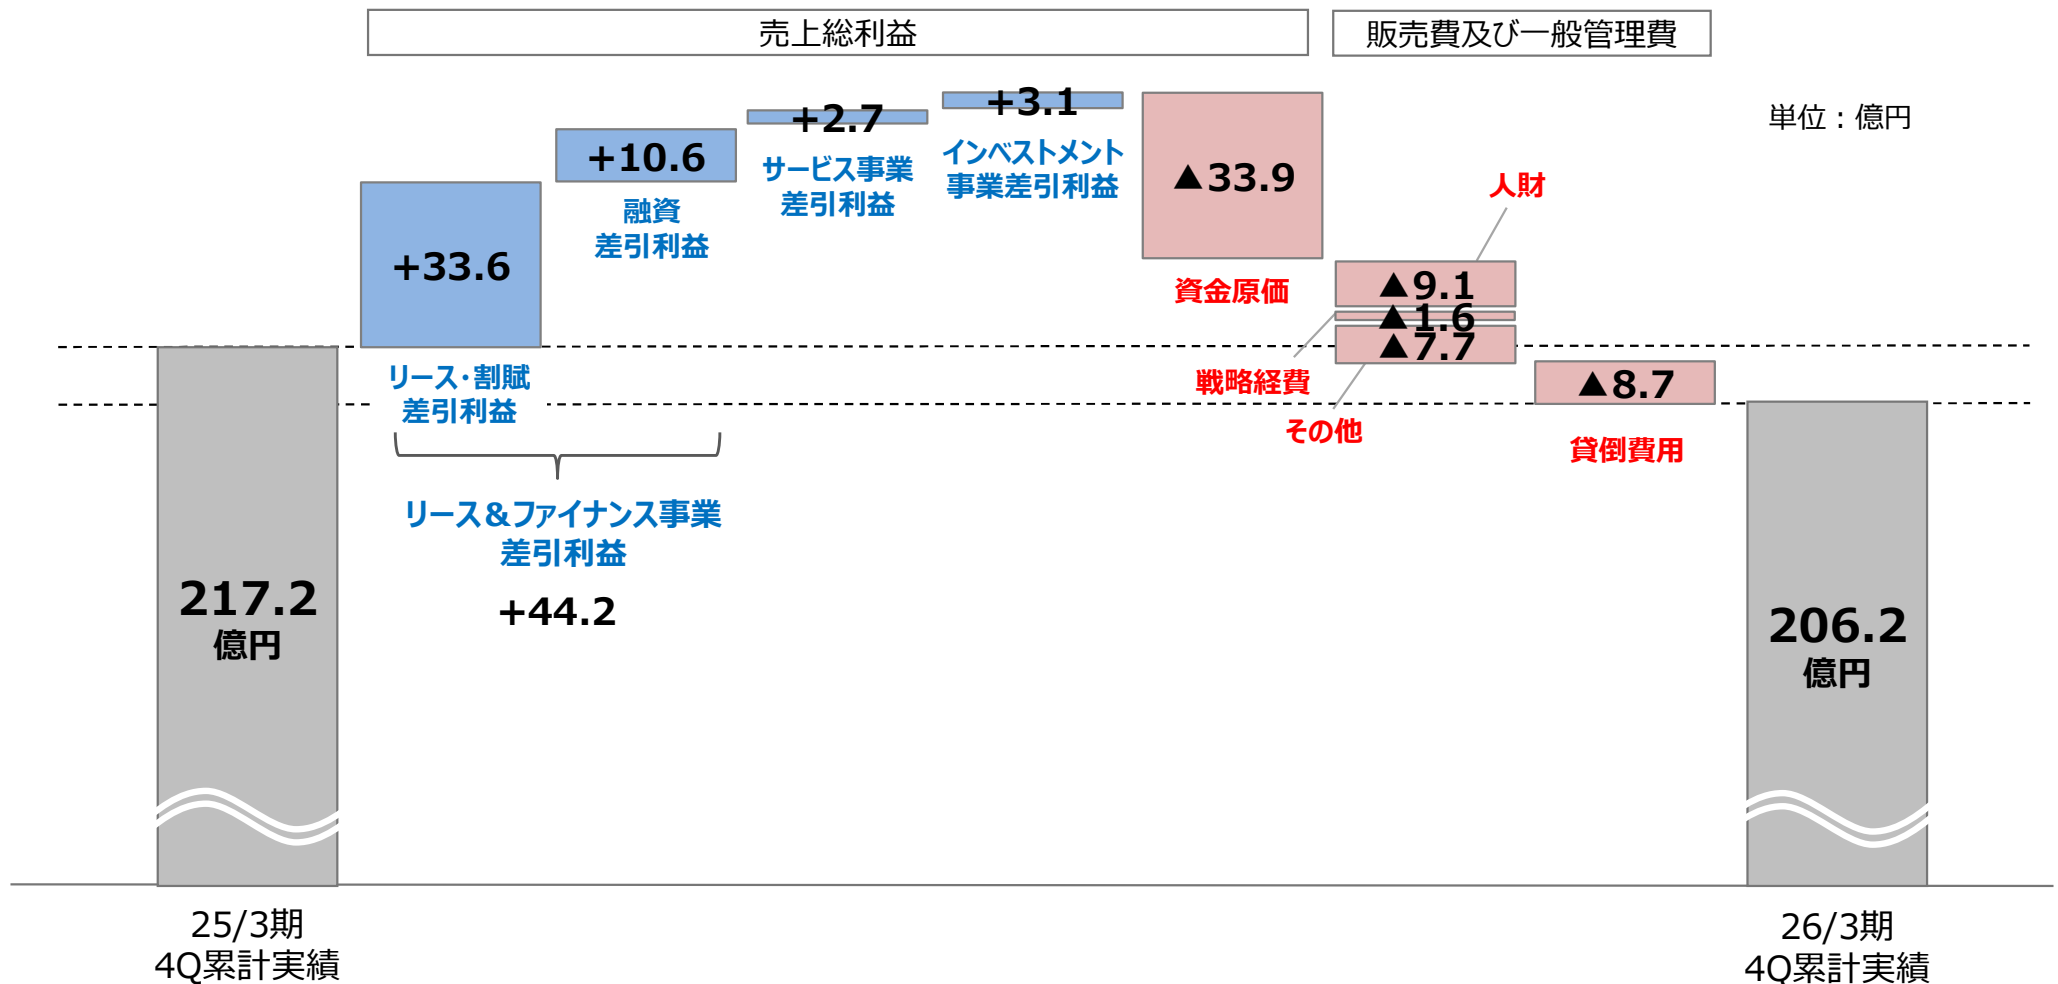 売上総利益
販売費及び一般管理費
単位：億円
+33.6
リース・割賦
差引利益
+10.6
融資
差引利益
+2.7
サービス事業
差引利益
+3.1
インベストメント
事業差引利益
▲33.9
資金原価
人財
▲9.1
▲1.6
▲7.7
戦略経費
その他
▲8.7
貸倒費用
リース&ファイナンス事業
差引利益
+44.2
217.2
億円
206.2
億円
25/3期
4Q累計実績
26/3期
4Q累計実績